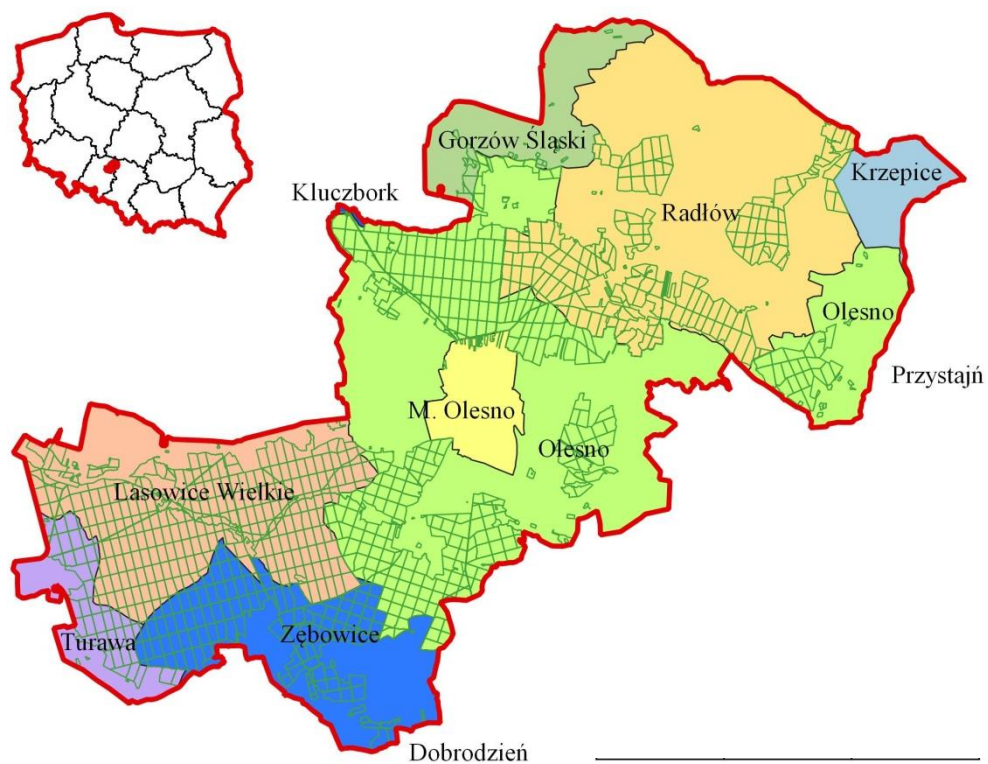 Gorzów Śląski
Krzepice
Kluczbork
Radłów
Olesno
Przystajń
M. Olesno
Olesno
Lasowice Wielkie
Turawa
Zębowice
Dobrodzień